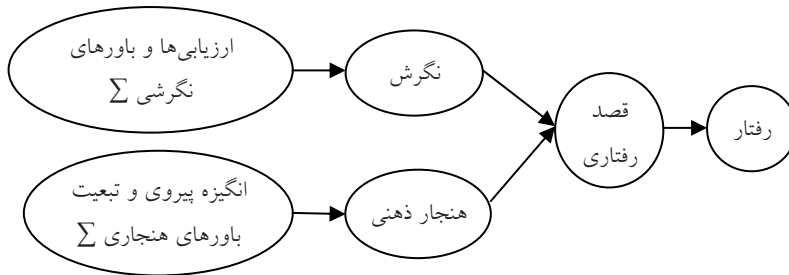 ارزیابی‌ها و باورهای
نگرشی ∑
نگرش
انگیزه پیروی و تبعیت
باورهای هنجاری ∑
هنجار ذهنی
قصد
رفتاری
رفتار